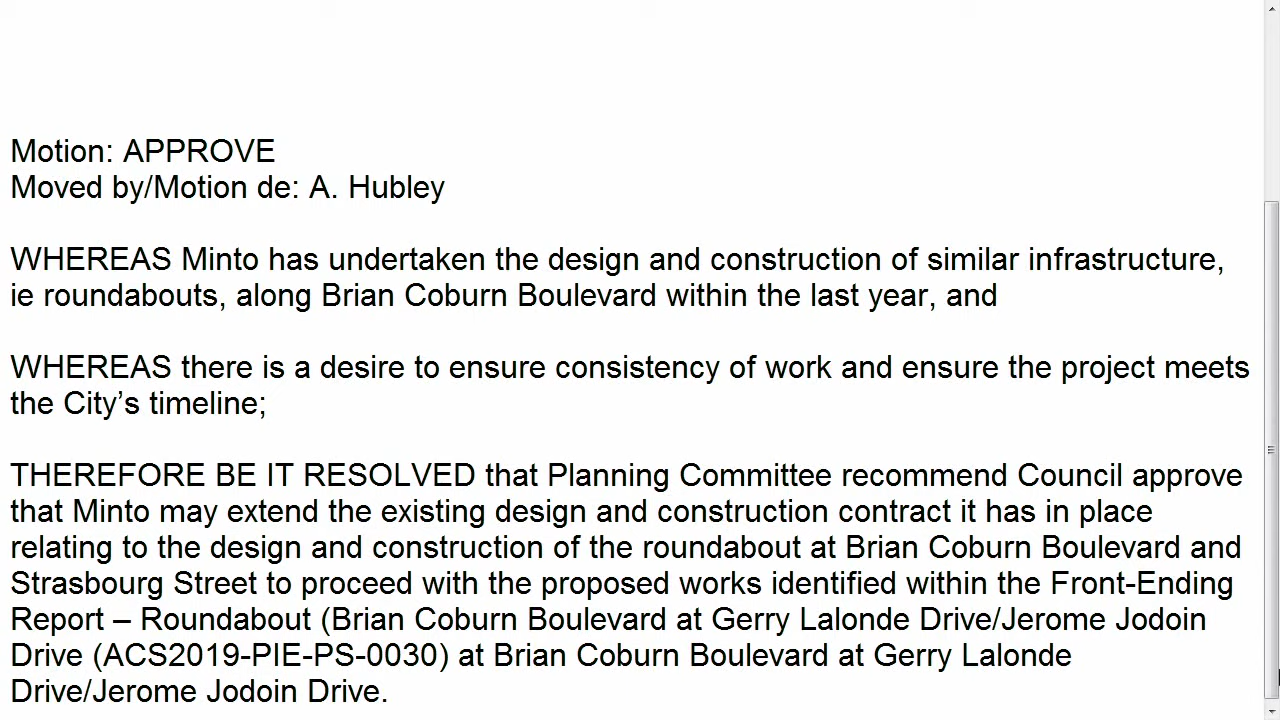 Motion: APPROVE
Moved by/Motion de: A. Hubley
WHEREAS Minto has undertaken the design and construction of similar infrastructure,
ie roundabouts, along Brian Coburn Boulevard within the last year, and
WHEREAS there is a desire to ensure consistency of work and ensure the project meets
the City’s timeline;
THEREFORE BE IT RESOLVED that Planning Committee recommend Council approve
that Minto may extend the existing design and construction contract it has in place
relating to the design and construction of the roundabout at Brian Coburn Boulevard and
Strasbourg Street to proceed with the proposed works identified within the Front-Ending
Report – Roundabout (Brian Coburn Boulevard at Gerry Lalonde Drive/Jerome Jodoin
Drive (ACS2019-PIE-PS-0030) at Brian Coburn Boulevard at Gerry Lalonde
Drive/Jerome Jodoin Drive.